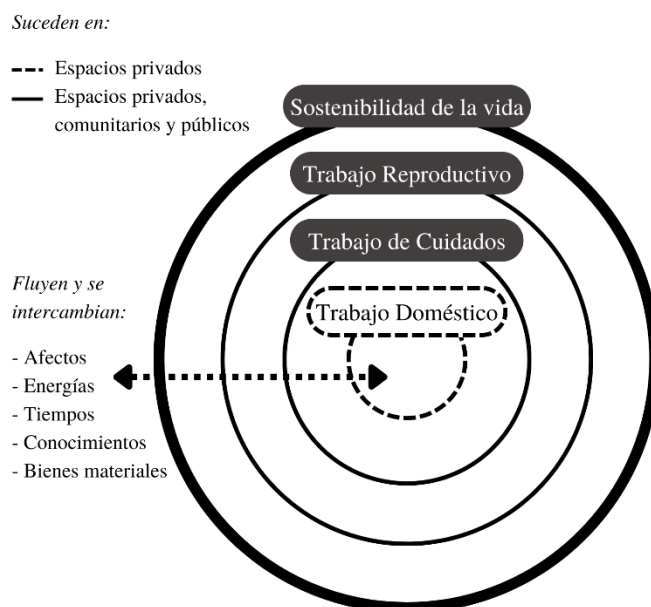 Suceden en:
Espacios privados
Espacios privados,
comunitarios y públicos
Sostenibilidad de la vida
Trabajo Reproductivo
Trabajo de Cuidados
Trabajo Doméstico
Fluyen y se
intercambian:
- Afectos
- Energías
- Tiempos
- Conocimientos
- Bienes materiales